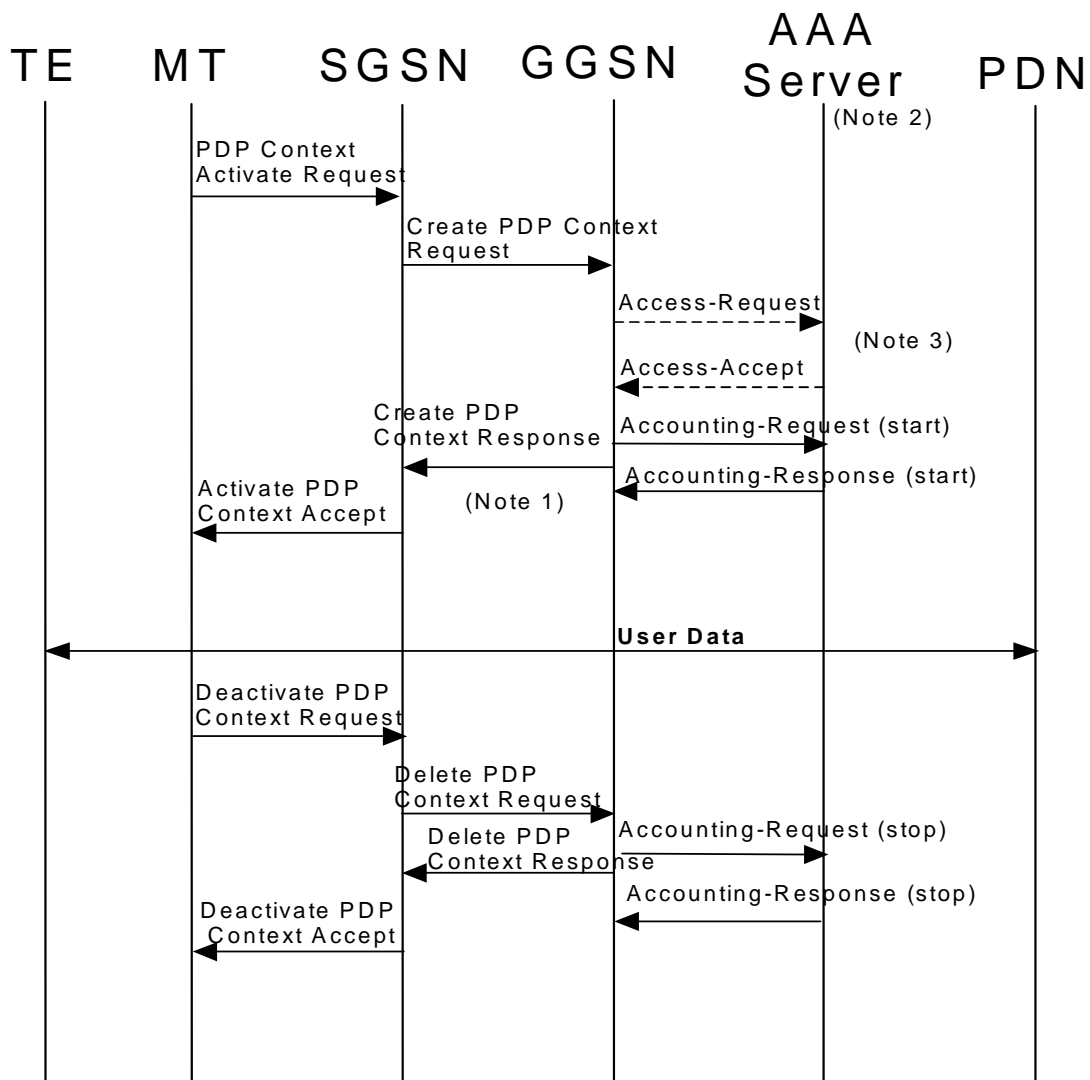 TE
MT
SGSN
GGSN
AAA
Server
PDN
(Note 2)
PDP Context
Activate Request
Create PDP Context
Request
Access-Request
(Note 3)
Access-Accept
Create PDP
Context Response
Accounting-Request (start)
Accounting-Response (start)
Activate PDP
Context Accept
(Note 1)
User Data
Deactivate PDP
Context Request
Delete PDP
Context Request
Accounting-Request (stop)
Delete PDP
Context Response
Accounting-Response (stop)
Deactivate PDP
Context Accept